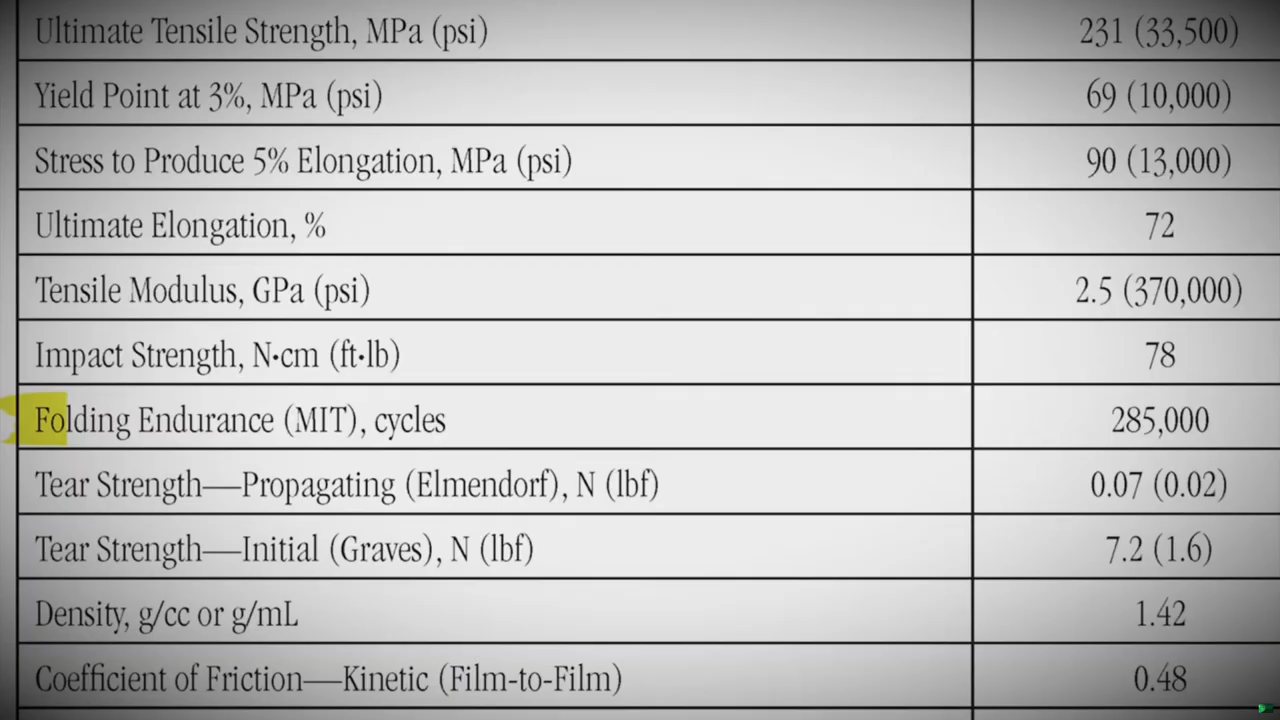 Ultimate Tensile Strength, MPa (psi) 231 (33,500)
Yield Point at 3%, MPa (psi) 69 (10,000)
Stress to Produce 5% Elongation, MPa (psi) 90 (13,000)
Ultimate Elongation, % 72
Tensile Modulus, GPa (psi) 2.5 (370,000)
Impact Strength, N•cm (ft•lb) 78
Folding Endurance (MIT), cycles 285,000
Tear Strength—Propagating (Elmendorf), N (lbf) 0.07 (0.02)
Tear Strength—Initial (Graves), N (lbf) 7.2 (1.6)
Density, g/cc or g/mL 1.42
Coefficient of Friction—Kinetic (Film-to-Film) 0.48